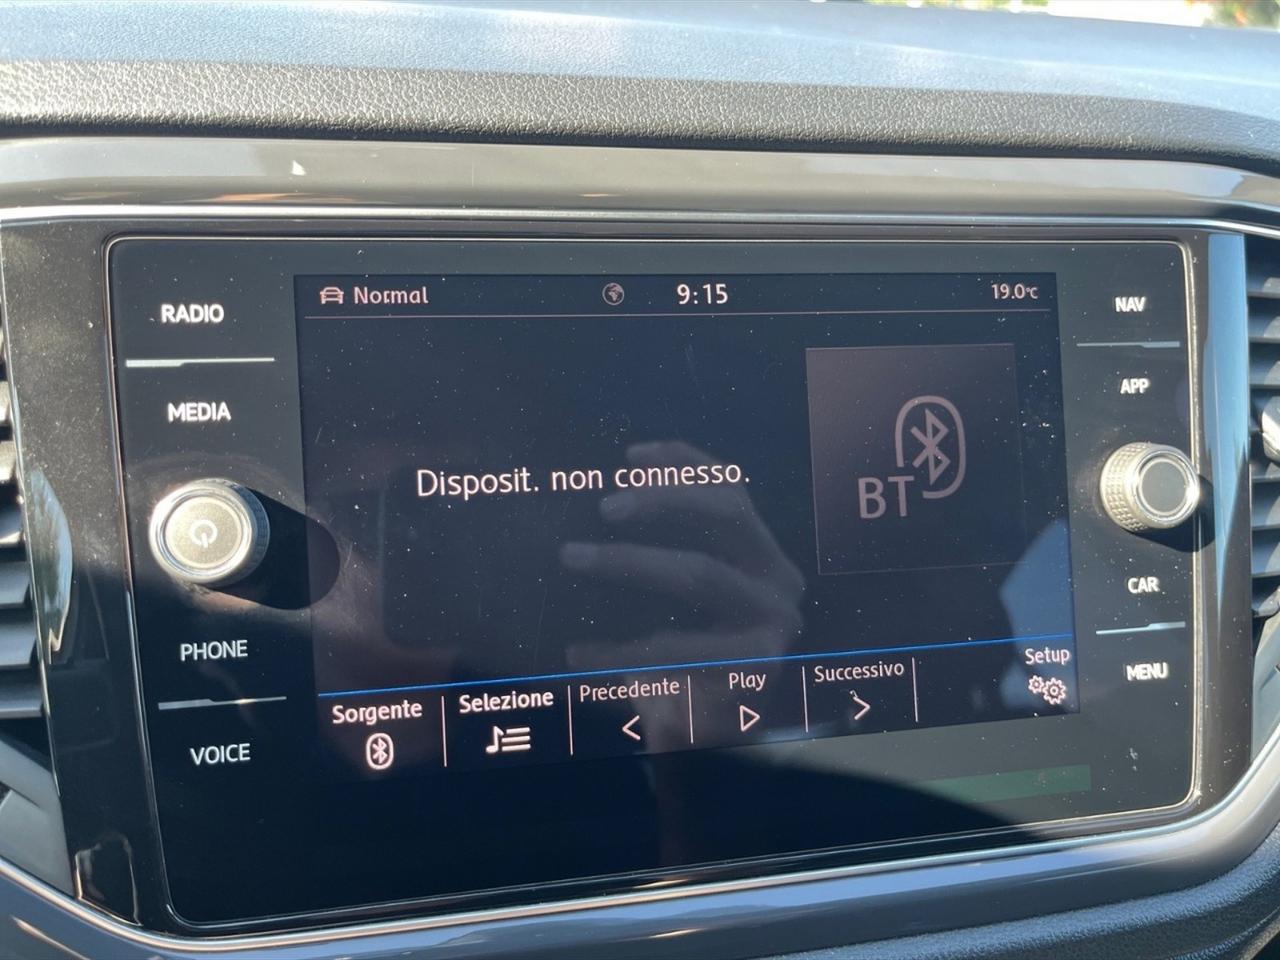 RADIO
MEDIA
PHONE
VOICE
Normal
9:15
19.0°C
Disposit. non connesso.
BT
Sorgente
Selezione
Precedente
Play
Successivo
Setup
NAV
APP
CAR
MENU